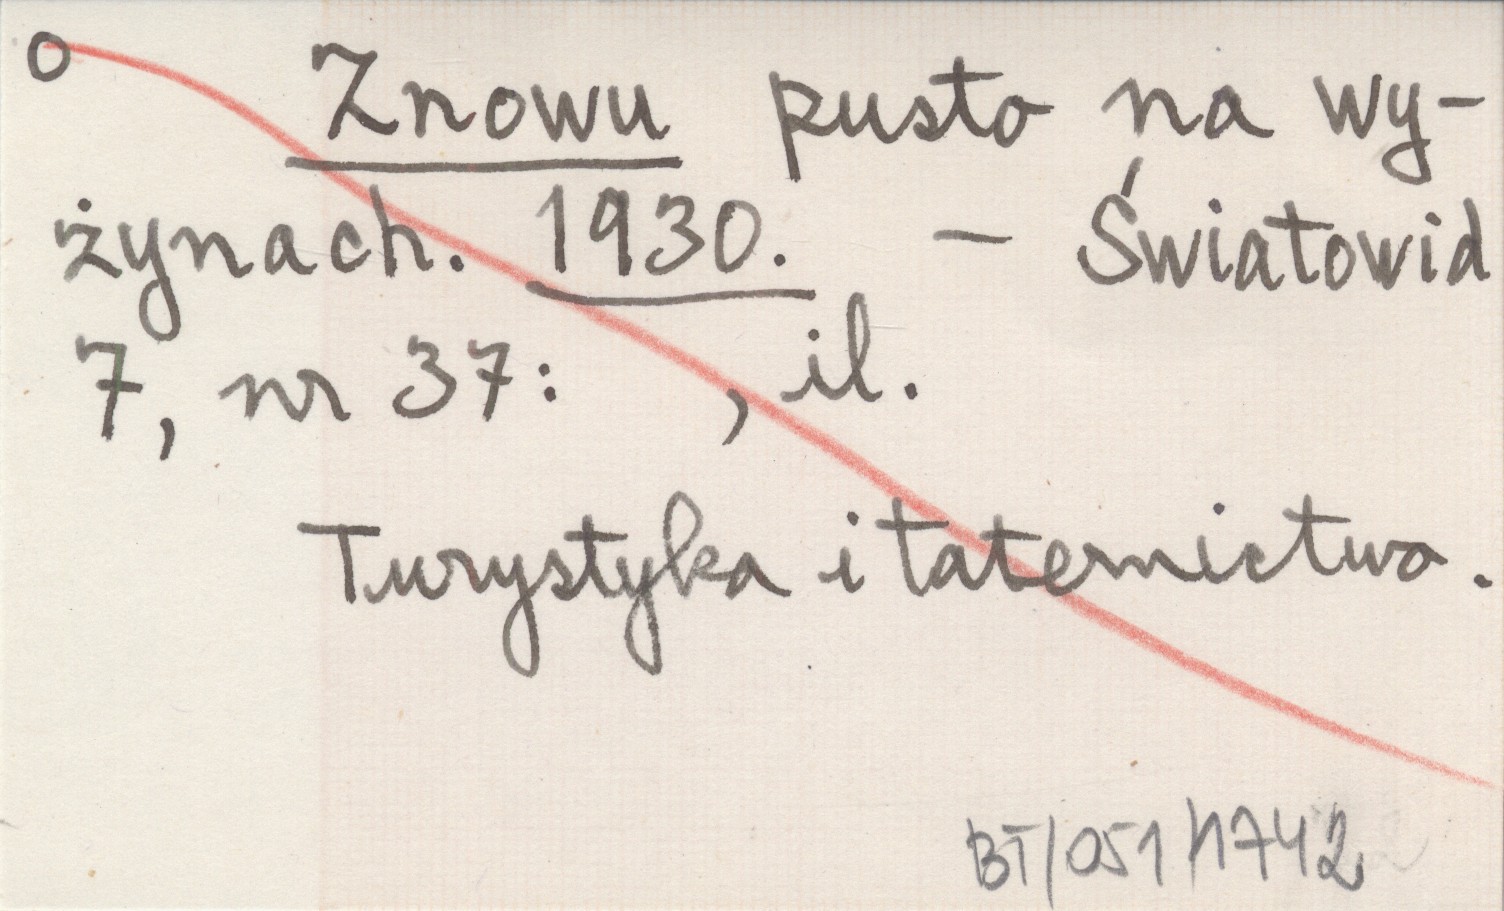 o Znowu pusto na wy-
żynach. 1930. – Światowid
7, nr 37: , il.
Turystyka i taternictwo.
BT/051/1742